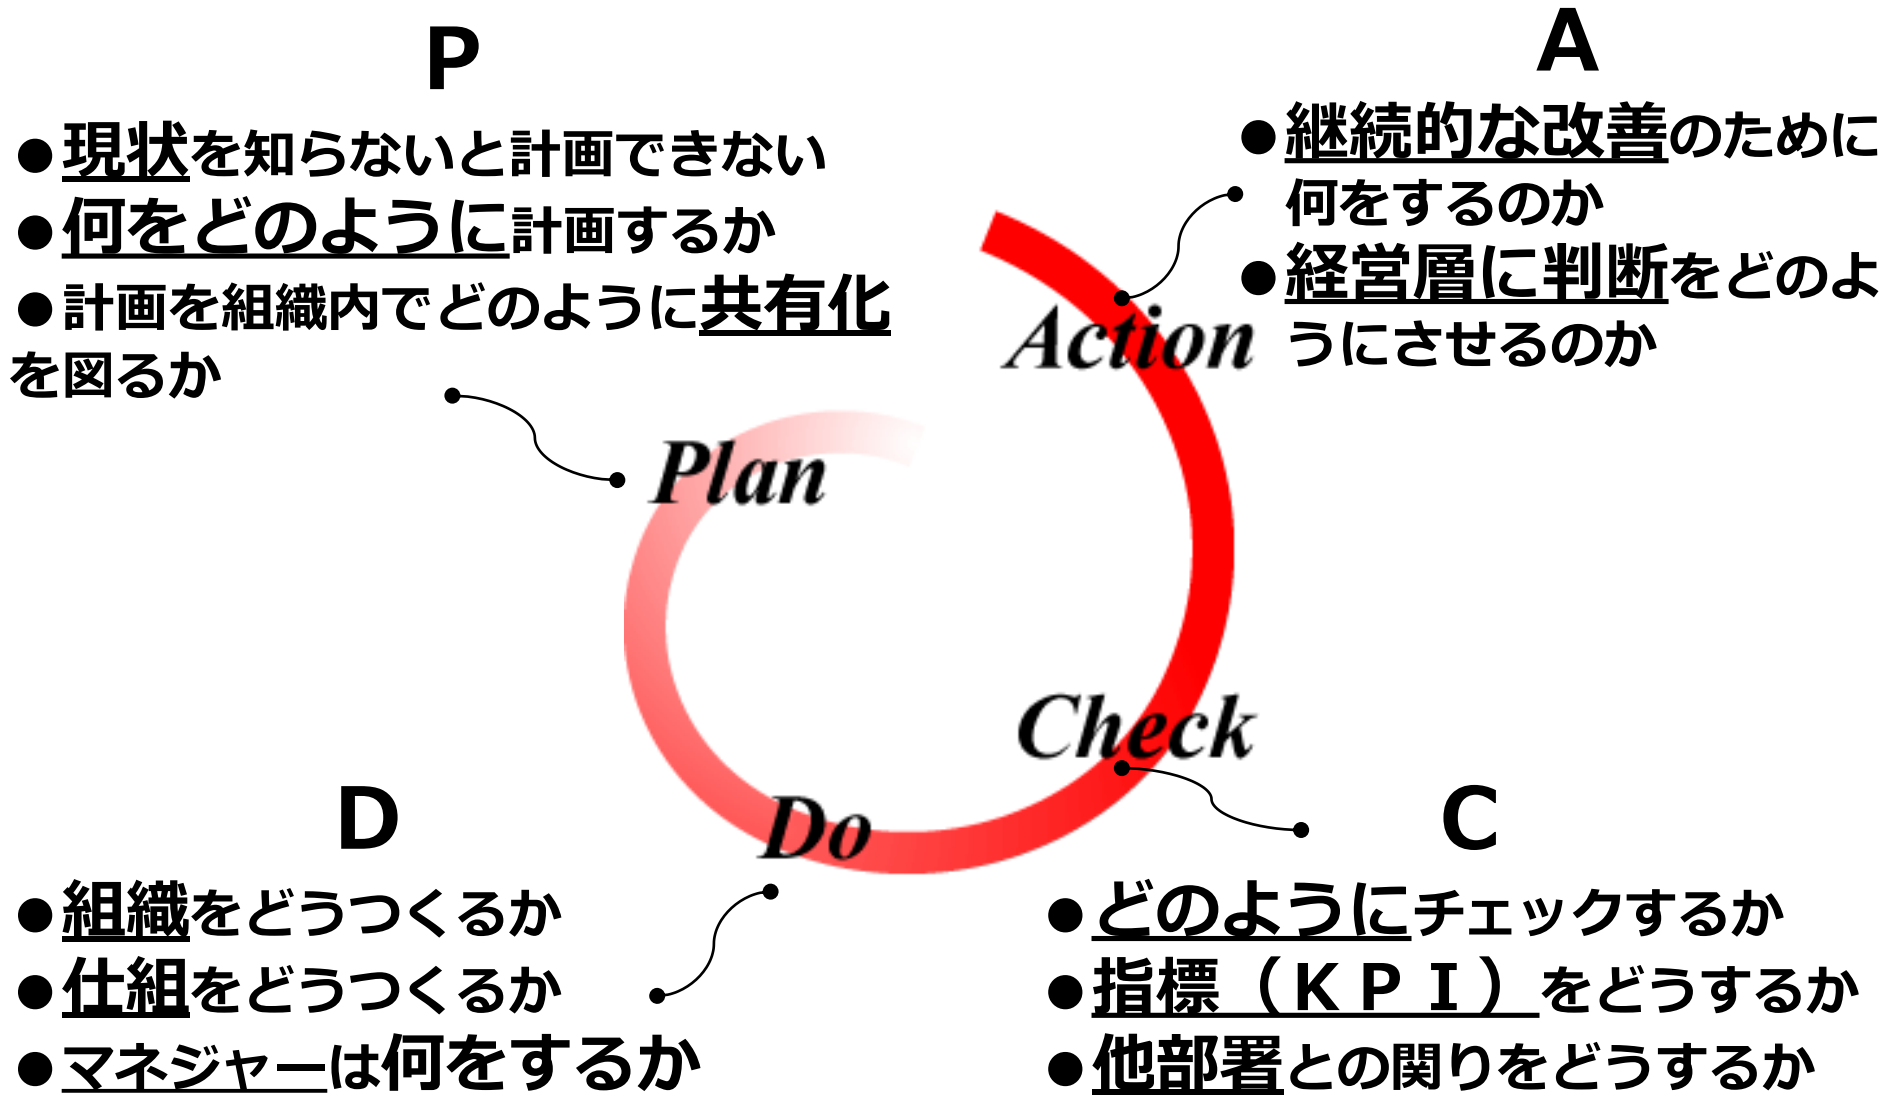 P
●現状を知らないと計画できない
●何をどのように計画するか
●計画を組織内でどのように共有化
を図るか
A
●継続的な改善のために
何をするのか
●経営層に判断をどのよ
うにさせるのか
Action
Plan
Check
Do
D
●組織をどうつくるか
●仕組をどうつくるか
●マネジャーは何をするか
C
●どのようにチェックするか
●指標（ＫＰＩ）をどうするか
●他部署との関りをどうするか